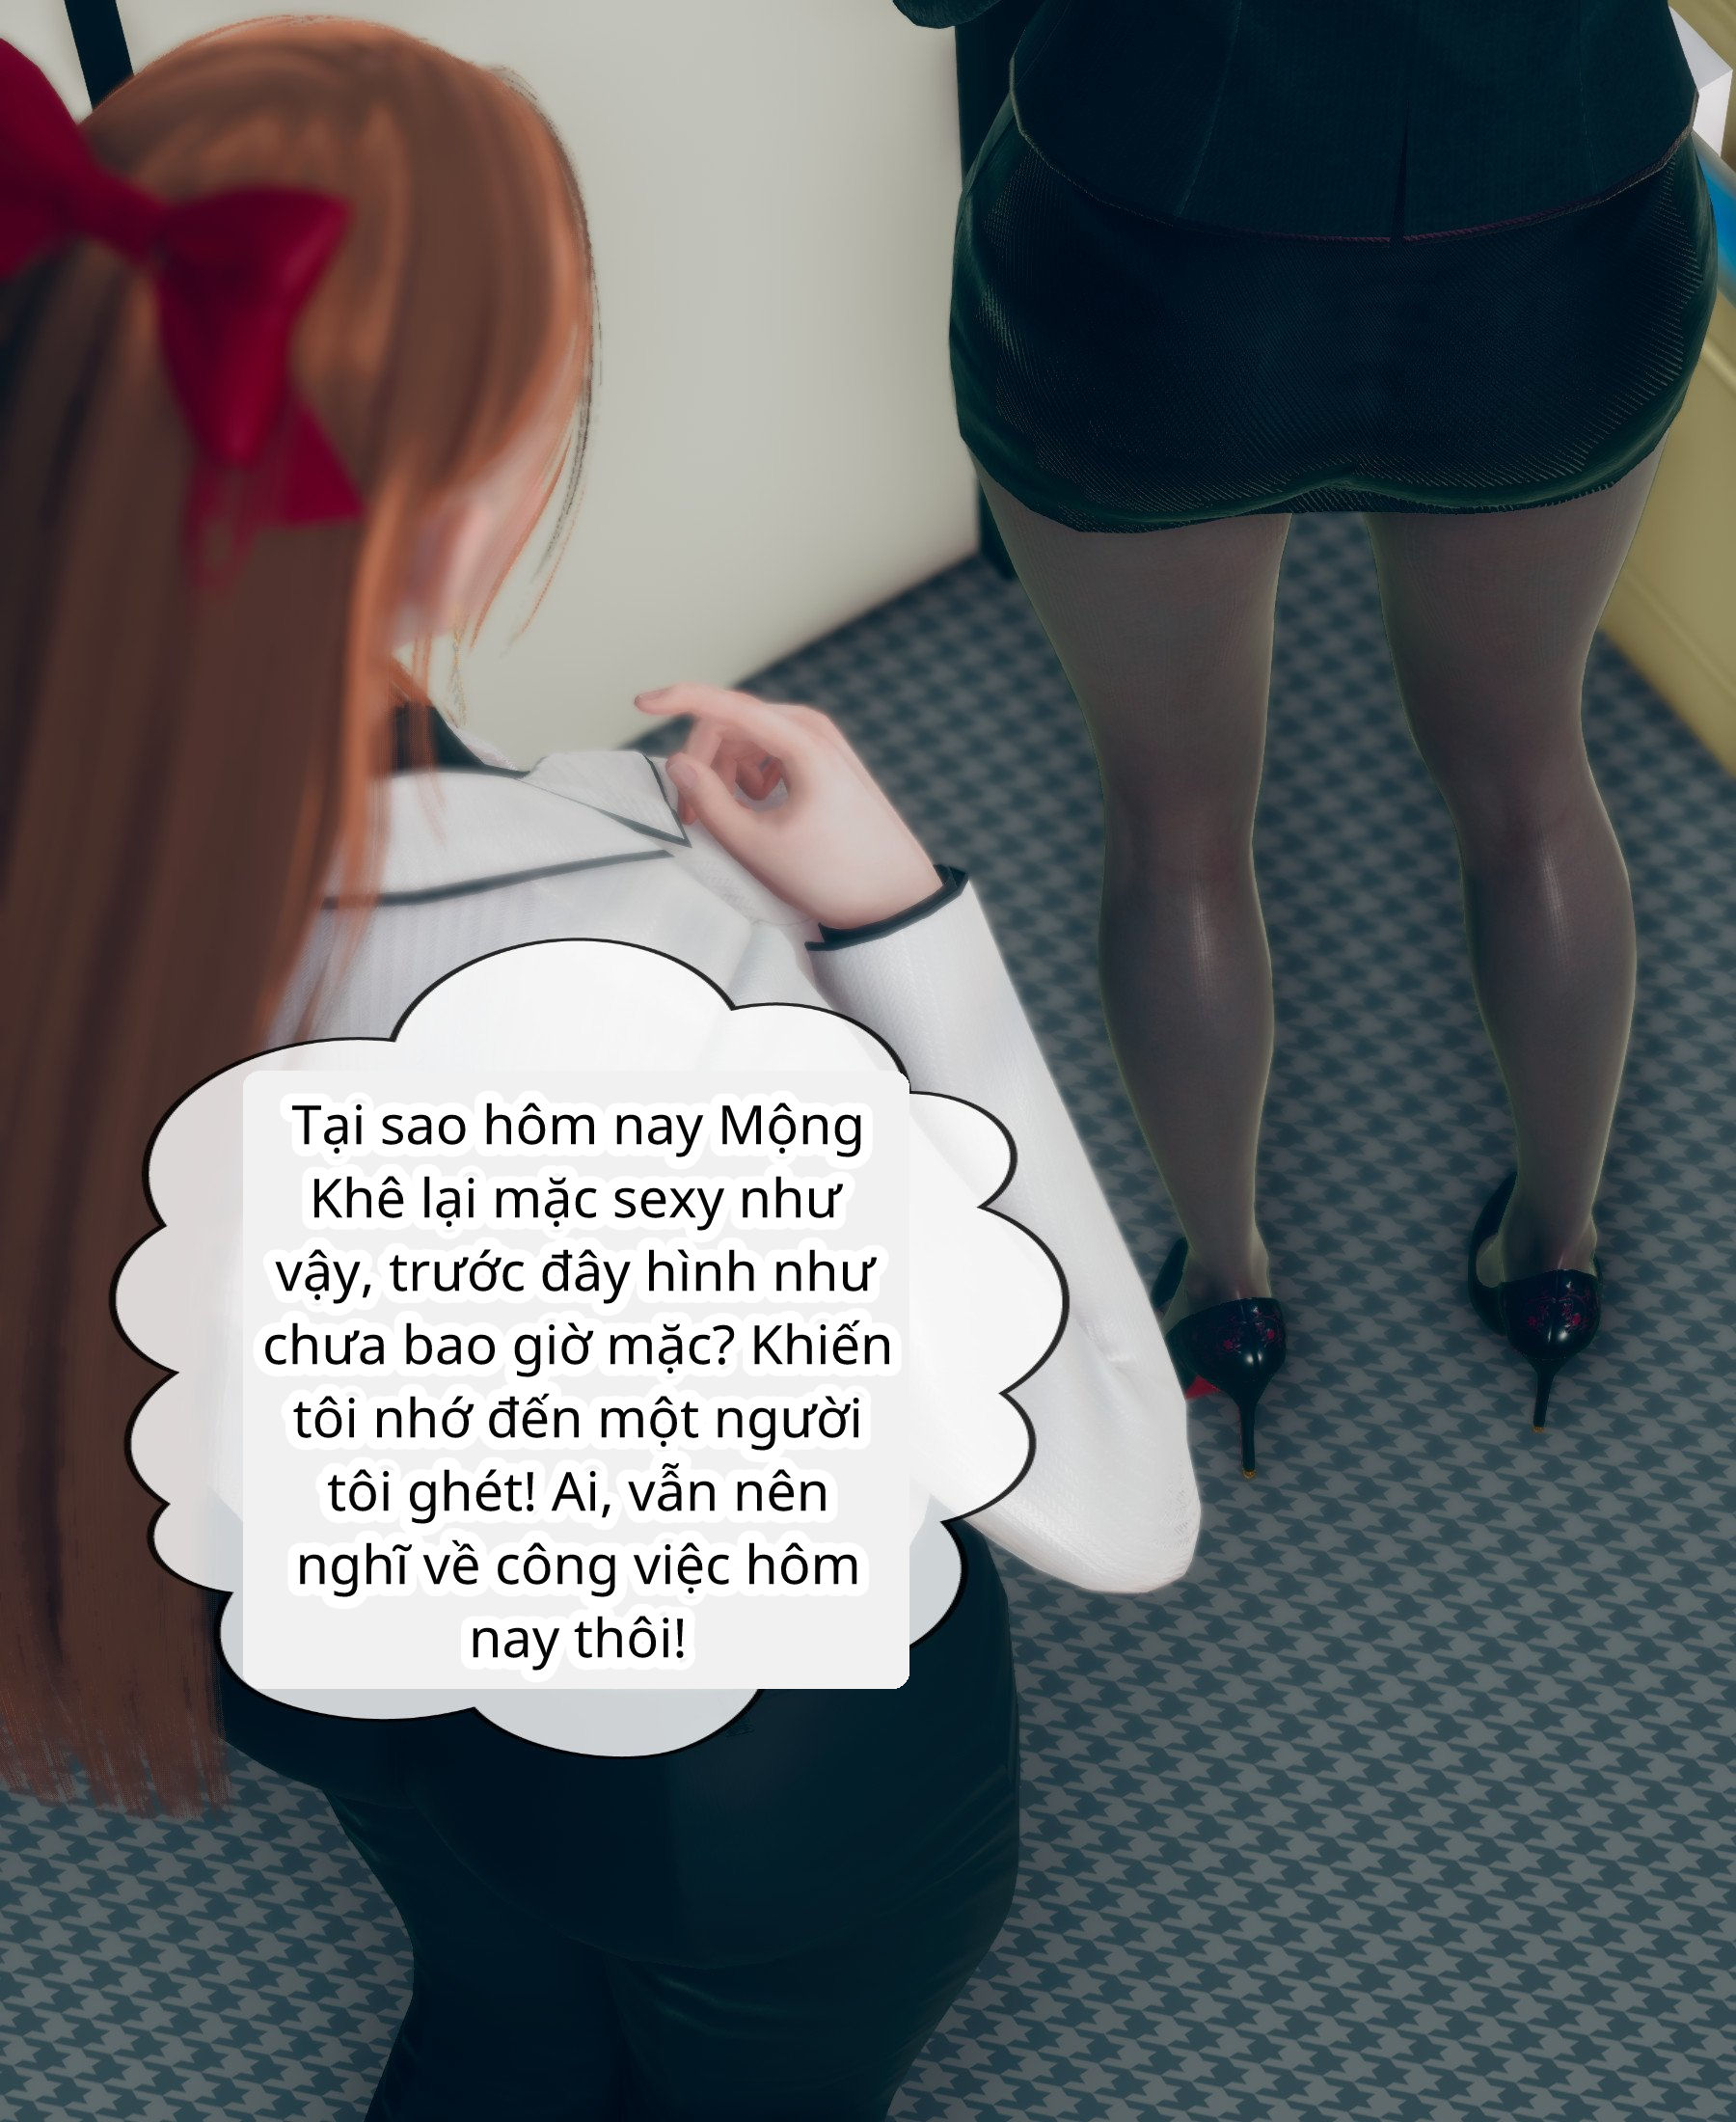 Tại sao hôm nay Mộng
Khê lại mặc sexy như
vậy, trước đây hình như
chưa bao giờ mặc? Khiến
tôi nhớ đến một người
tôi ghét! Ai, vẫn nên
nghĩ về công việc hôm
nay thôi!